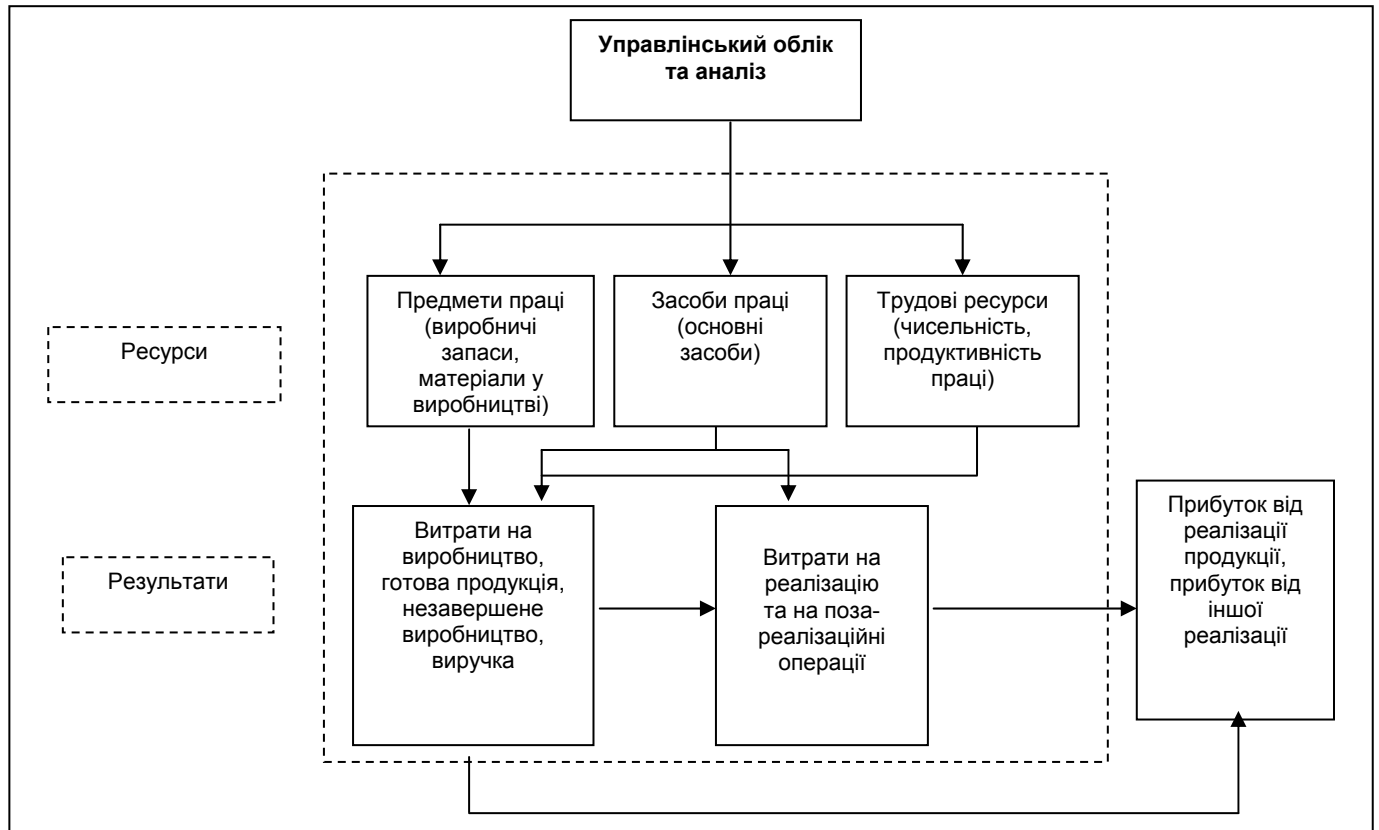 Управлінський облік
та аналіз
Предмети праці
(виробничі
запаси,
матеріали у
виробництві)
Засоби праці
(основні
засоби)
Трудові ресурси
(чисельність,
продуктивність
праці)
Ресурси
Витрати на
виробництво,
готова продукція,
незавершене
виробництво,
виручка
Витрати на
реалізацію
та на поза-
реалізаційні
операції
Прибуток від
реалізації
продукції,
прибуток від
іншої
реалізації
Результати